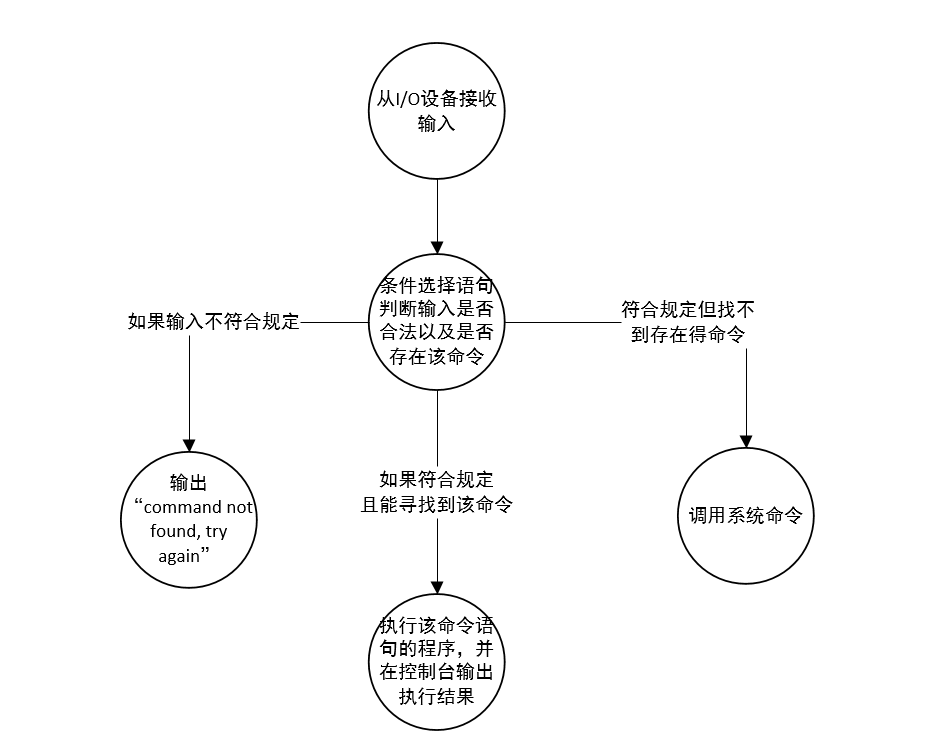 从I/O设备接收
输入
条件选择语句
判断输入是否
合法以及是否
存在该命令
如果输入不符合规定
符合规定但找不
到存在得命令
如果符合规定
且能寻找到该命令
输出
“command not
found, try
again”
调用系统命令
执行该命令语
句的程序，并
在控制台输出
执行结果